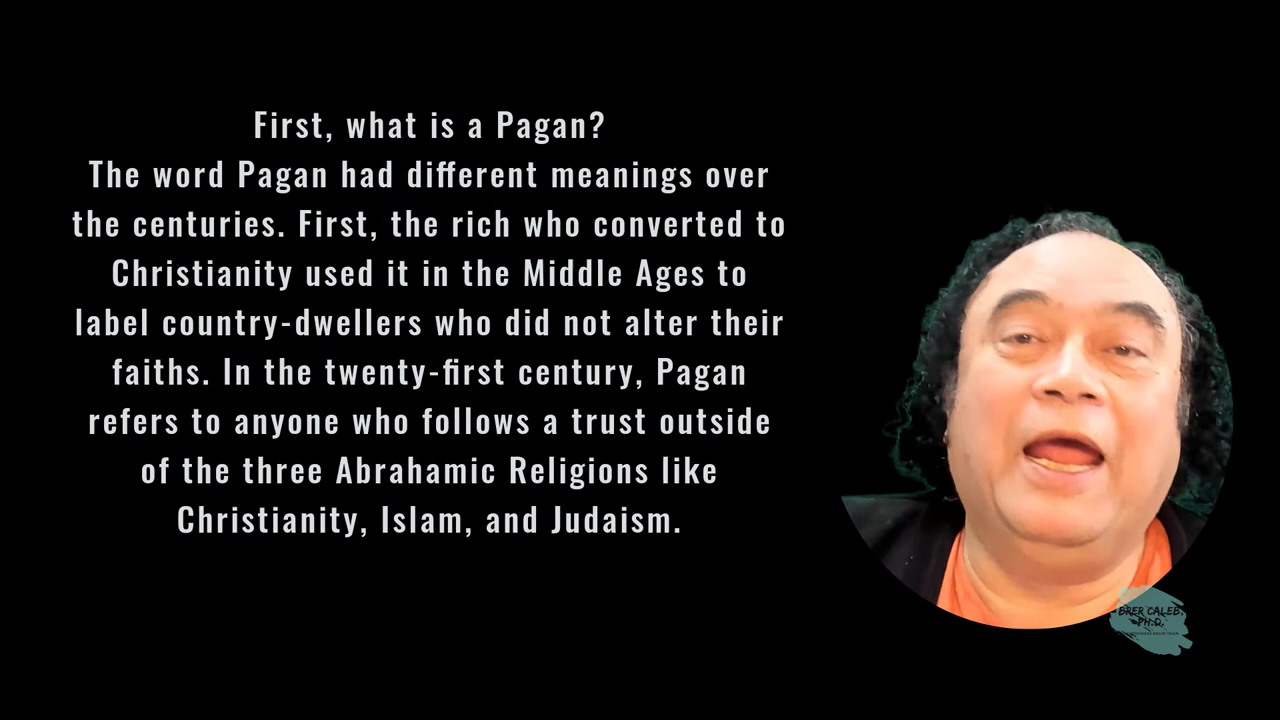 First, what is a Pagan?
The word Pagan had different meanings over
the centuries. First, the rich who converted to
Christianity used it in the Middle Ages to
label country-dwellers who did not alter their
faiths. In the twenty-first century, Pagan
refers to anyone who follows a trust outside
of the three Abrahamic Religions like
Christianity, Islam, and Judaism.
BRER CALEB,
PH.D.